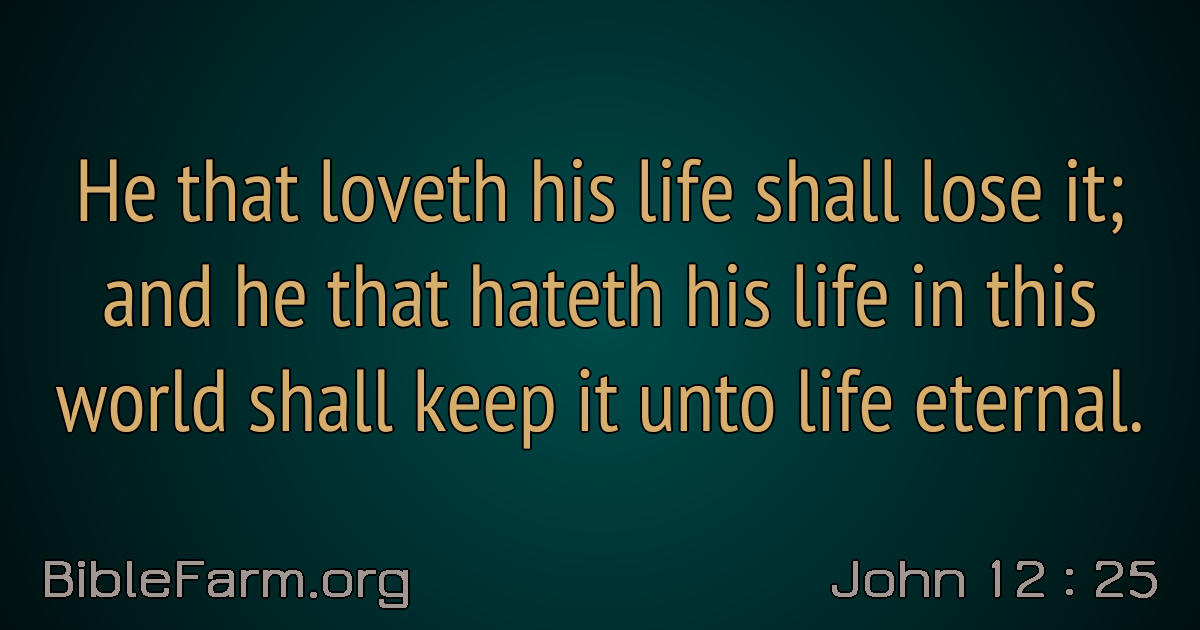 He that loveth his life shall lose it;
and he that hateth his life in this
world shall keep it unto life eternal.
BibleFarm.org
John 12 : 25